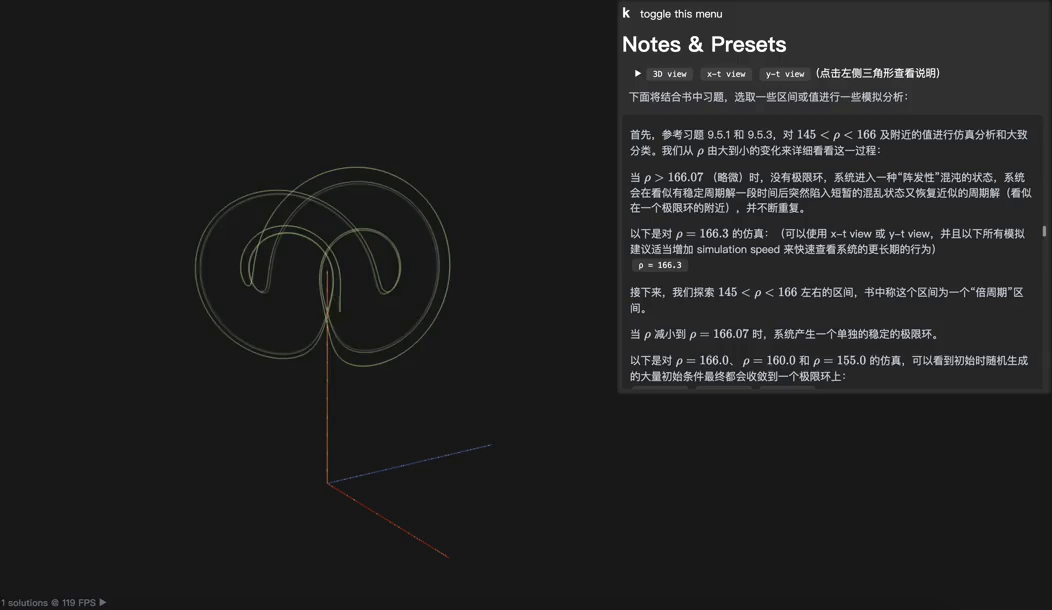 k toggle this menu
Notes & Presets
▶ 3D view x-t view y-t view (点击左侧三角形查看说明)
下面将结合书中习题，选取一些区间或值进行一些模拟分析：
首先，参考习题 9.5.1 和 9.5.3，对 145 < ρ < 166 及附近的值进行仿真分析和大致
分类。我们从 ρ 由大到小的变化来详细看看这一过程：
当 ρ > 166.07 （略微）时，没有极限环，系统进入一种“阵发性”混沌的状态，系统
会在看似有稳定周期解一段时间后突然陷入短暂的混乱状态又恢复近似的周期解（看似
在一个极限环的附近），并不断重复。
以下是对 ρ = 166.3 的仿真：（可以使用 x-t view 或 y-t view，并且以下所有模拟
建议适当增加 simulation speed 来快速查看系统的更长期的行为）
ρ = 166.3
接下来，我们探索 145 < ρ < 166 左右的区间，书中称这个区间为一个“倍周期”区
间。
当 ρ 减小到 ρ = 166.07 时，系统产生一个单独的稳定的极限环。
以下是对 ρ = 166.0、 ρ = 160.0 和 ρ = 155.0 的仿真，可以看到初始时随机生成
的大量初始条件最终都会收敛到一个极限环上：
1 solutions @ 119 FPS ▶